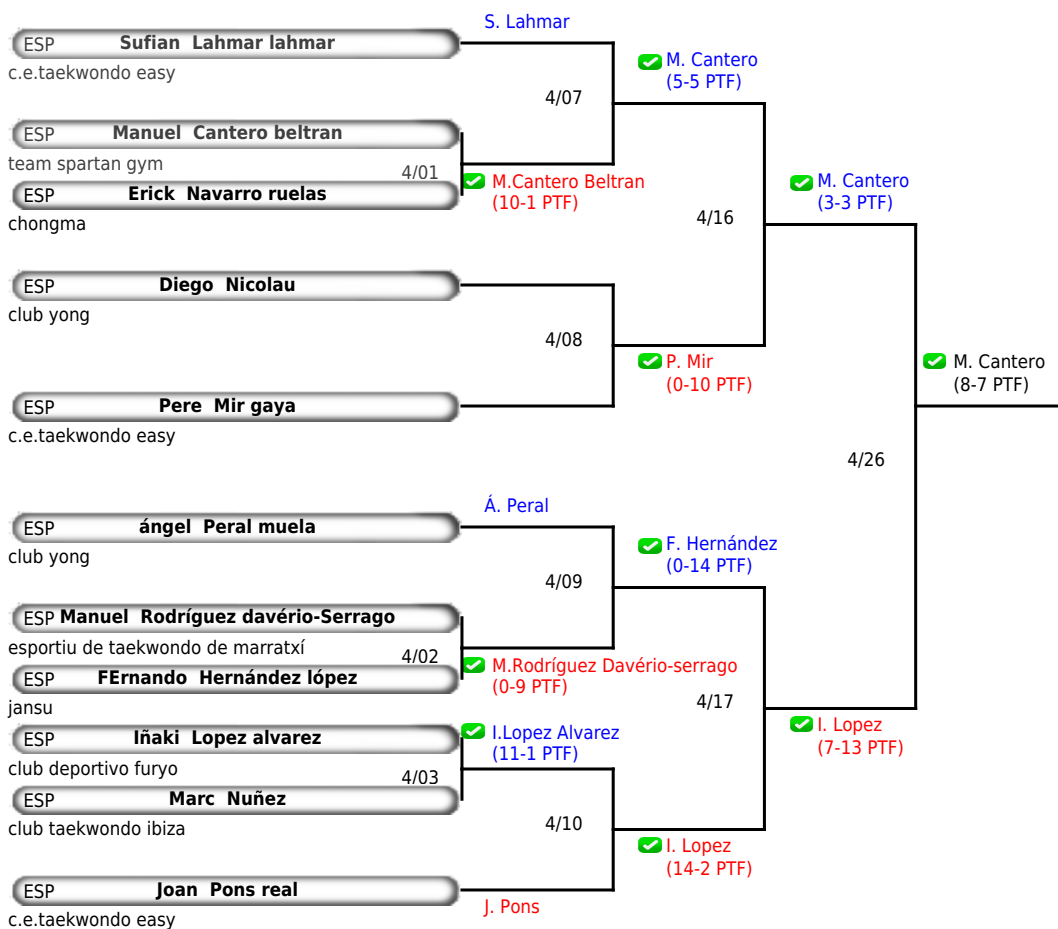 S. Lahmar
ESP Sufian Lahmar lahmar
c.e.taekwondo easy
M. Cantero
(5-5 PTF)
4/07
ESP Manuel Cantero beltran
team spartan gym
4/01
M.Cantero Beltran
(10-1 PTF)
ESP Erick Navarro ruelas
chongma
M. Cantero
(3-3 PTF)
4/16
ESP Diego Nicolau
club yong
4/08
P. Mir
(0-10 PTF)
M. Cantero
(8-7 PTF)
ESP Pere Mir gaya
c.e.taekwondo easy
4/26
Á. Peral
ESP ángel Peral muela
club yong
F. Hernández
(0-14 PTF)
4/09
ESP Manuel Rodríguez davério-Serrago
esportiu de taekwondo de marratxí
4/02
M.Rodríguez Davério-serrago
(0-9 PTF)
ESP FErnando Hernández lópez
jansu
4/17
I. Lopez
(7-13 PTF)
ESP Iñaki Lopez alvarez
club deportivo furyo
I.Lopez Alvarez
(11-1 PTF)
4/03
ESP Marc Nuñez
club taekwondo ibiza
4/10
I. Lopez
(14-2 PTF)
ESP Joan Pons real
J. Pons
c.e.taekwondo easy